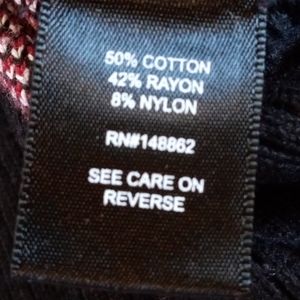 50% COTTON
42% RAYON
8% NYLON
RN#148862
SEE CARE ON
REVERSE